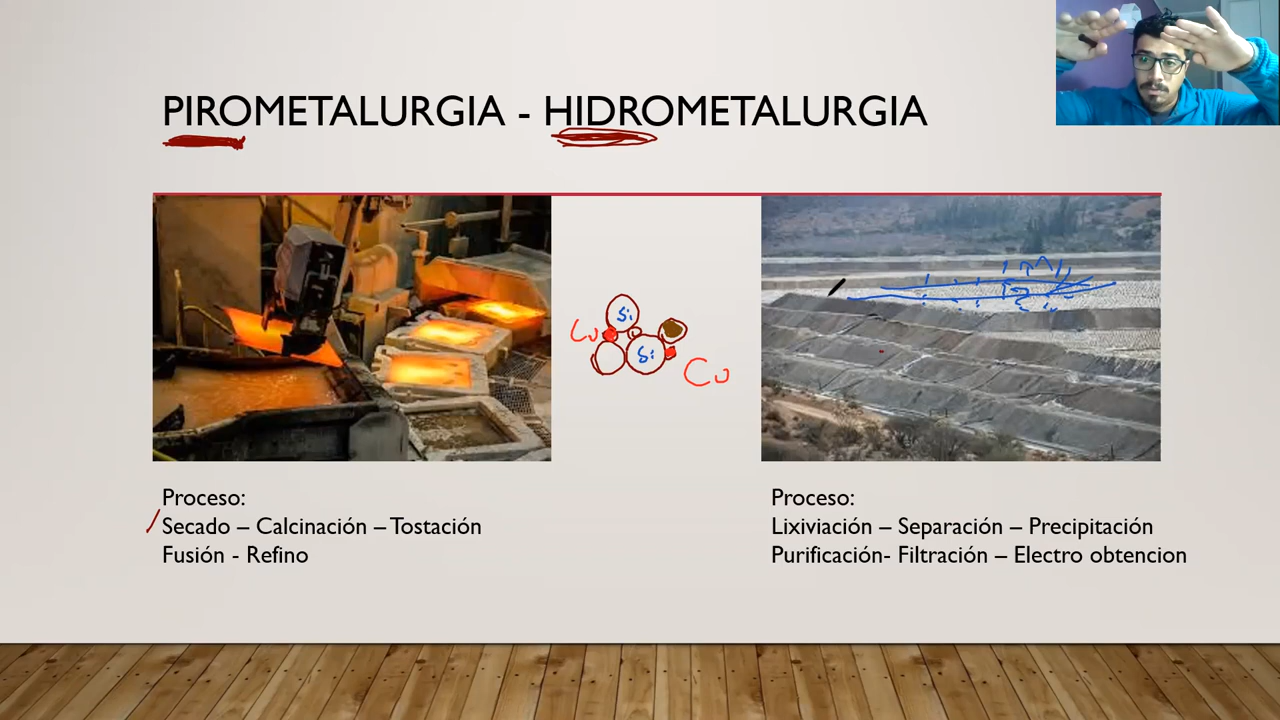 PIROMETALURGIA - HIDROMETALURGIA
Si
Cu
Si
Cu
Proceso:
Secado – Calcinación – Tostación
Fusión - Refino
Proceso:
Lixiviación – Separación – Precipitación
Purificación- Filtración – Electro obtencion